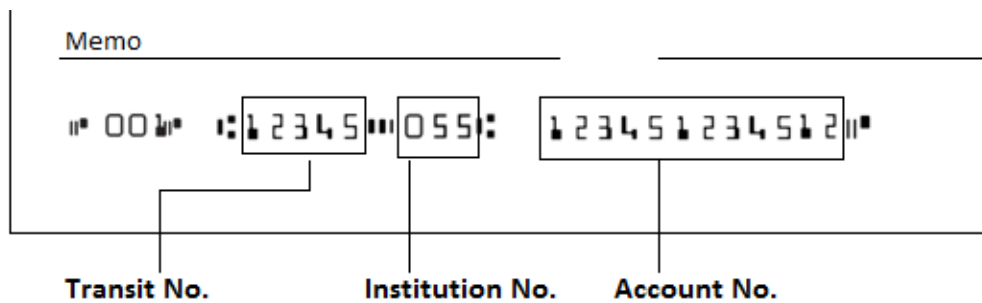 Memo
⑈001⑈ ⑆12345⑉055⑆ 123451234512⑈
Transit No. Institution No. Account No.